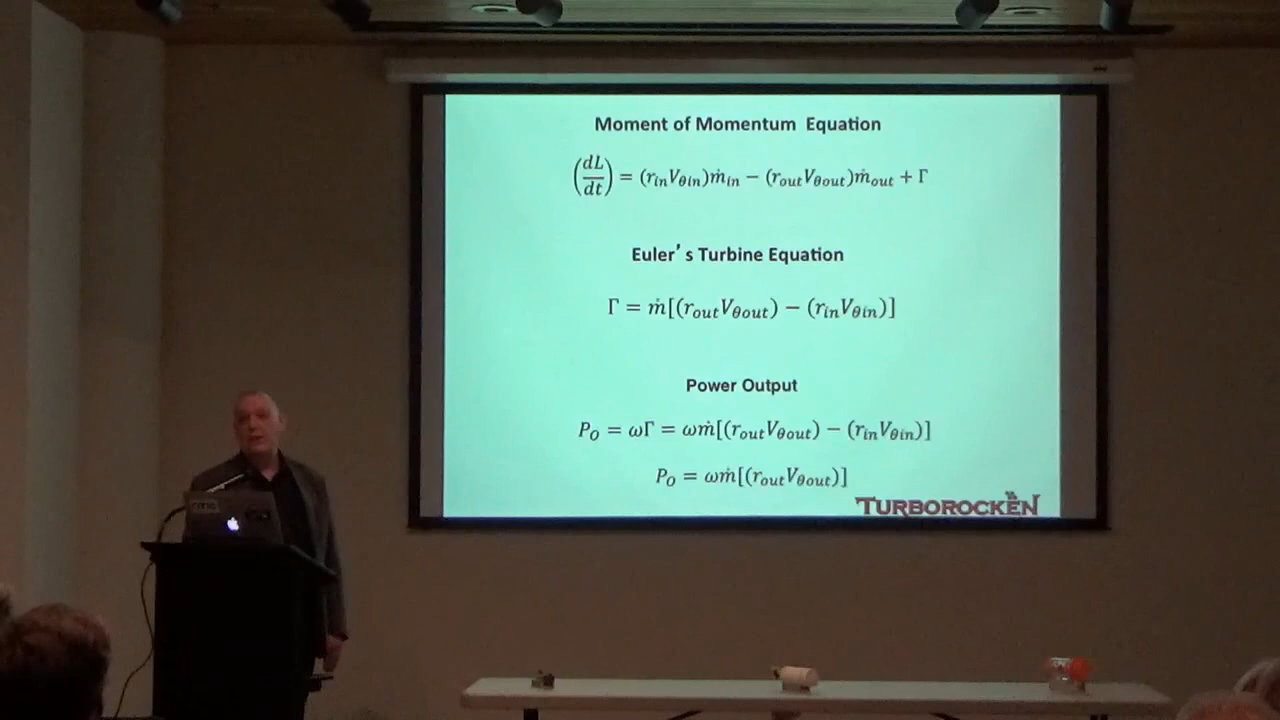 Moment of Momentum Equation
(dL/dt) = (r_in V_θin)ṁ_in − (r_out V_θout)ṁ_out + Γ
Euler's Turbine Equation
Γ = ṁ[(r_out V_θout) − (r_in V_θin)]
Power Output
P_O = ωΓ = ωṁ[(r_out V_θout) − (r_in V_θin)]
P_O = ωṁ[(r_out V_θout)]
TURBOROCKËN